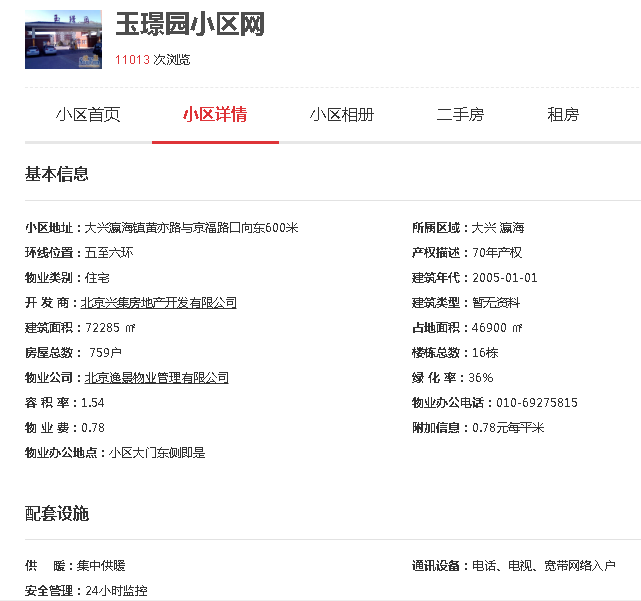 玉璟园小区网
11013 次浏览
小区首页 小区详情 小区相册 二手房 租房
基本信息
小区地址：大兴瀛海镇黄亦路与京福路口向东600米 所属区域：大兴 瀛海
环线位置：五至六环 产权描述：70年产权
物业类别：住宅 建筑年代：2005-01-01
开 发 商：北京兴集房地产开发有限公司 建筑类型：暂无资料
建筑面积：72285 ㎡ 占地面积：46900 ㎡
房屋总数： 759户 楼栋总数：16栋
物业公司：北京逸景物业管理有限公司 绿 化 率：36%
容 积 率：1.54 物业办公电话：010-69275815
物 业 费：0.78 附加信息：0.78元每平米
物业办公地点：小区大门东侧即是
配套设施
供 暖：集中供暖 通讯设备：电话、电视、宽带网络入户
安全管理：24小时监控